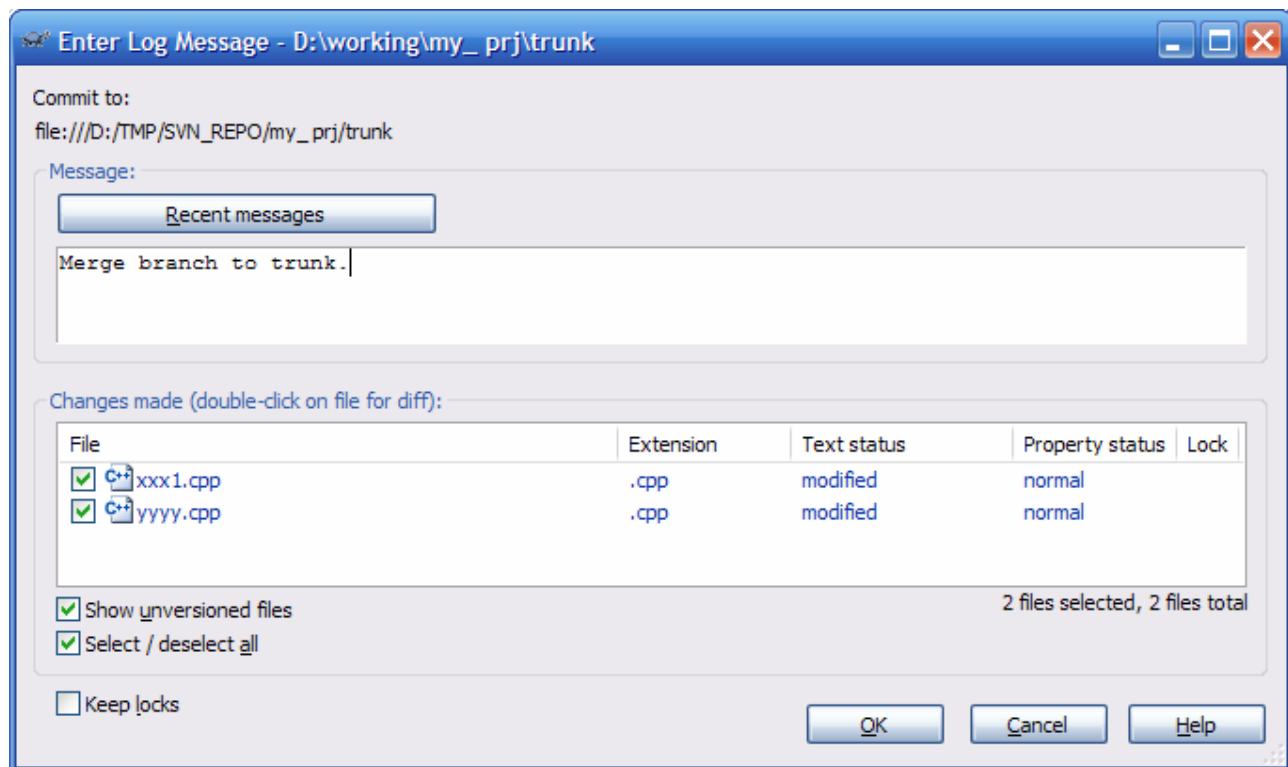 Enter Log Message - D:\working\my_ prj\trunk
Commit to:
file:///D:/TMP/SVN_REPO/my_ prj/trunk
Message:
Recent messages
Merge branch to trunk.
Changes made (double-click on file for diff):
File Extension Text status Property status Lock
C++ xxx1.cpp .cpp modified normal
C++ yyyy.cpp .cpp modified normal
Show unversioned files
2 files selected, 2 files total
Select / deselect all
Keep locks
OK Cancel Help